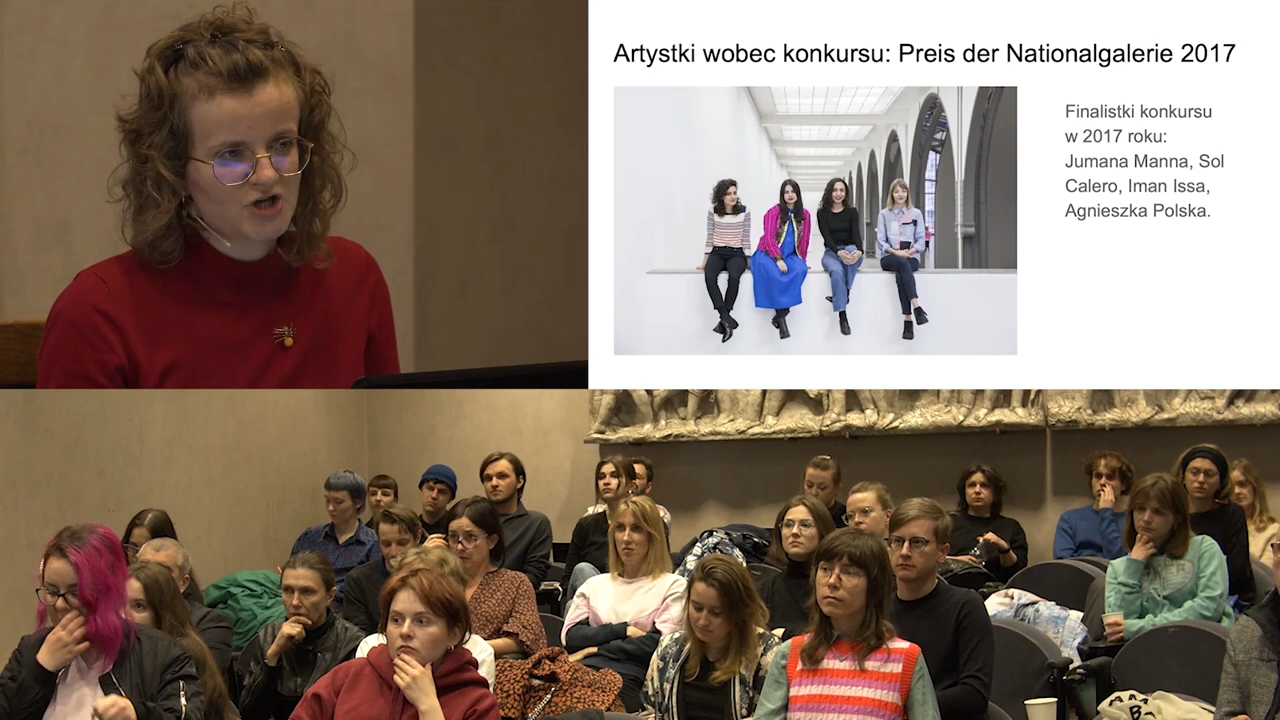 Artystki wobec konkursu: Preis der Nationalgalerie 2017
Finalistki konkursu
w 2017 roku:
Jumana Manna, Sol
Calero, Iman Issa,
Agnieszka Polska.